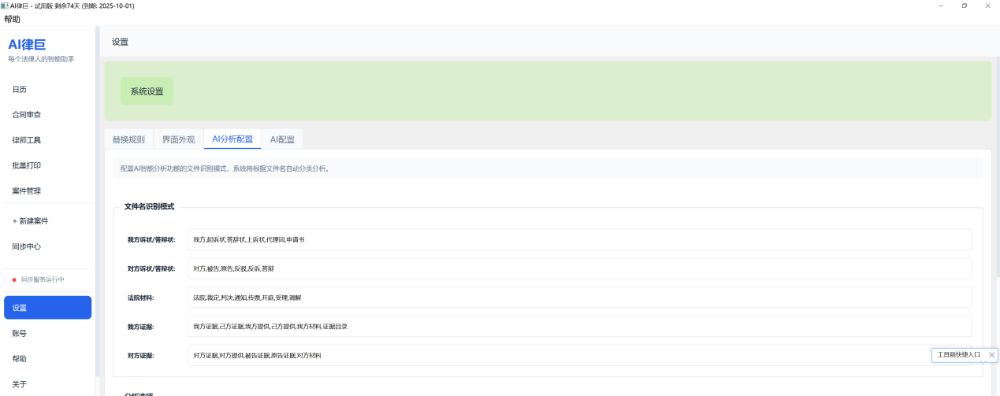 AI律巨 - 试用版 剩余74天 (到期: 2025-10-01)
帮助
AI律巨
每个法律人的智能助手
日历
合同审查
律师工具
批量打印
案件管理
+ 新建案件
同步中心
同步服务运行中
设置
账号
帮助
关于
设置
系统设置
替换规则 界面外观 AI分析配置 AI配置
配置AI智能分析功能的文件识别模式，系统将根据文件名自动分类分析。
文件名识别模式
我方诉状/答辩状: 我方,起诉状,答辞状,上诉状,代理词,申请书
对方诉状/答辩状: 对方,被告,原告,反驳,反诉,答辩
法院材料: 法院,裁定,判决,通知,传票,开庭,受理,调解
我方证据: 我方证据,己方证据,我方提供,己方提供,我方材料,证据目录
对方证据: 对方证据,对方提供,被告证据,原告证据,对方材料
分析选项
工具箱快捷入口